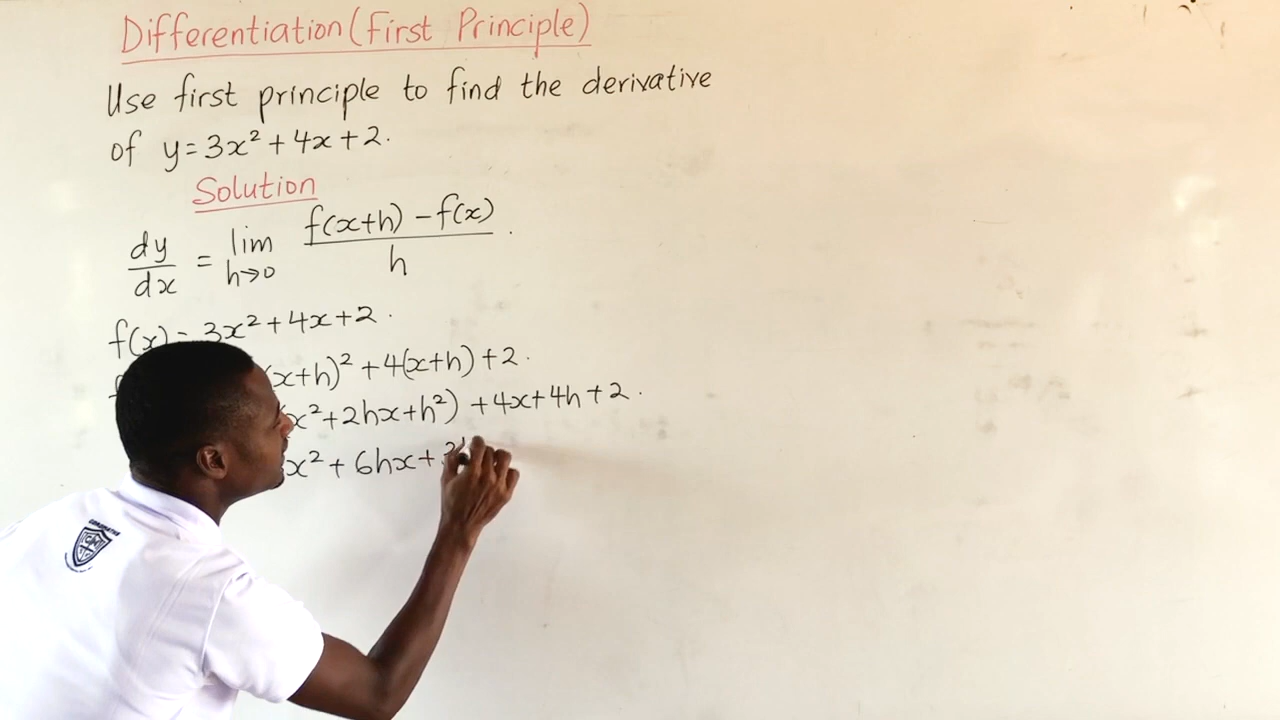 Differentiation(First Principle)
Use first principle to find the derivative
of y=3x²+4x+2.
Solution
dy/dx = lim h→0 f(x+h)-f(x)/h.
f(x)=3x²+4x+2.
(x+h)²+4(x+h)+2.
x²+2hx+h²)+4x+4h+2.
x²+6hx+